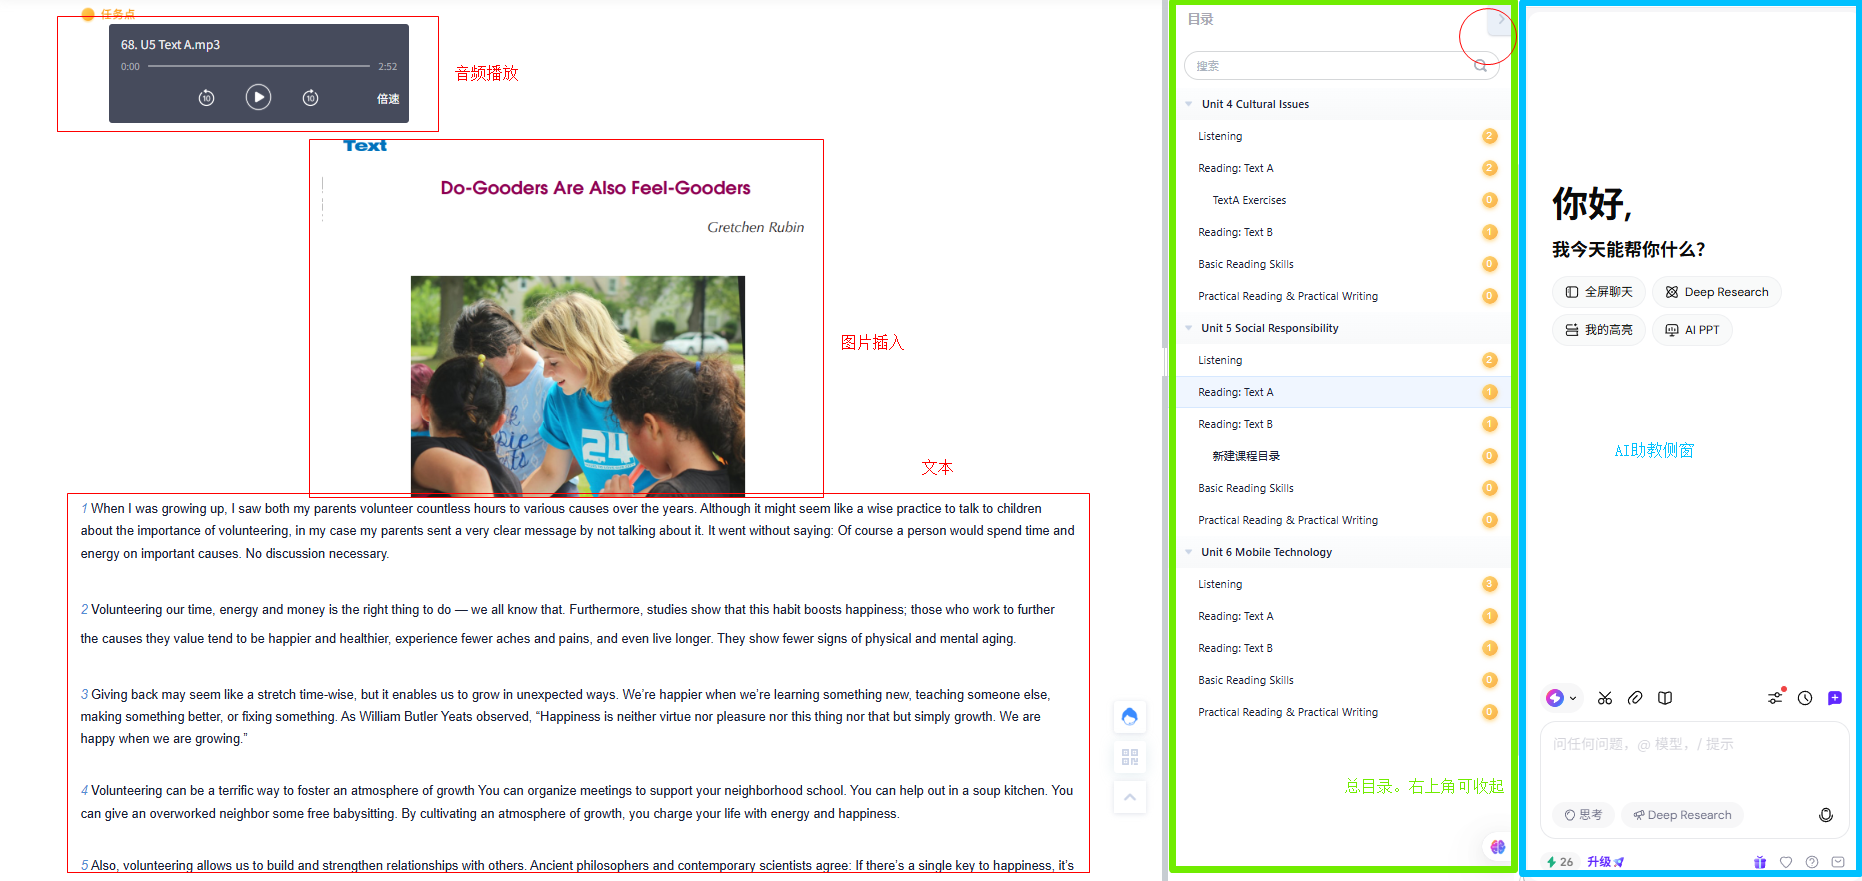 任务点
68. U5 Text A.mp3
0:00
2:52
10
10
倍速
音频播放
Text
Do-Gooders Are Also Feel-Gooders
Gretchen Rubin
24
图片插入
文本
1 When I was growing up, I saw both my parents volunteer countless hours to various causes over the years. Although it might seem like a wise practice to talk to children
about the importance of volunteering, in my case my parents sent a very clear message by not talking about it. It went without saying: Of course a person would spend time and
energy on important causes. No discussion necessary.
2 Volunteering our time, energy and money is the right thing to do — we all know that. Furthermore, studies show that this habit boosts happiness; those who work to further
the causes they value tend to be happier and healthier, experience fewer aches and pains, and even live longer. They show fewer signs of physical and mental aging.
3 Giving back may seem like a stretch time-wise, but it enables us to grow in unexpected ways. We’re happier when we’re learning something new, teaching someone else,
making something better, or fixing something. As William Butler Yeats observed, “Happiness is neither virtue nor pleasure nor this thing nor that but simply growth. We are
happy when we are growing.”
4 Volunteering can be a terrific way to foster an atmosphere of growth You can organize meetings to support your neighborhood school. You can help out in a soup kitchen. You
can give an overworked neighbor some free babysitting. By cultivating an atmosphere of growth, you charge your life with energy and happiness.
5 Also, volunteering allows us to build and strengthen relationships with others. Ancient philosophers and contemporary scientists agree: If there’s a single key to happiness, it’s
目录
搜索
Unit 4 Cultural Issues
Listening 2
Reading: Text A 2
TextA Exercises 0
Reading: Text B 1
Basic Reading Skills 0
Practical Reading & Practical Writing 0
Unit 5 Social Responsibility
Listening 2
Reading: Text A 1
Reading: Text B 1
新建课程目录 0
Basic Reading Skills 0
Practical Reading & Practical Writing 0
Unit 6 Mobile Technology
Listening 3
Reading: Text A 1
Reading: Text B 1
Basic Reading Skills 0
Practical Reading & Practical Writing 0
总目录。右上角可收起
你好,
我今天能帮你什么？
全屏聊天
Deep Research
我的高亮
AI PPT
AI助教侧窗
问任何问题，@ 模型，/ 提示
思考
Deep Research
26
升级